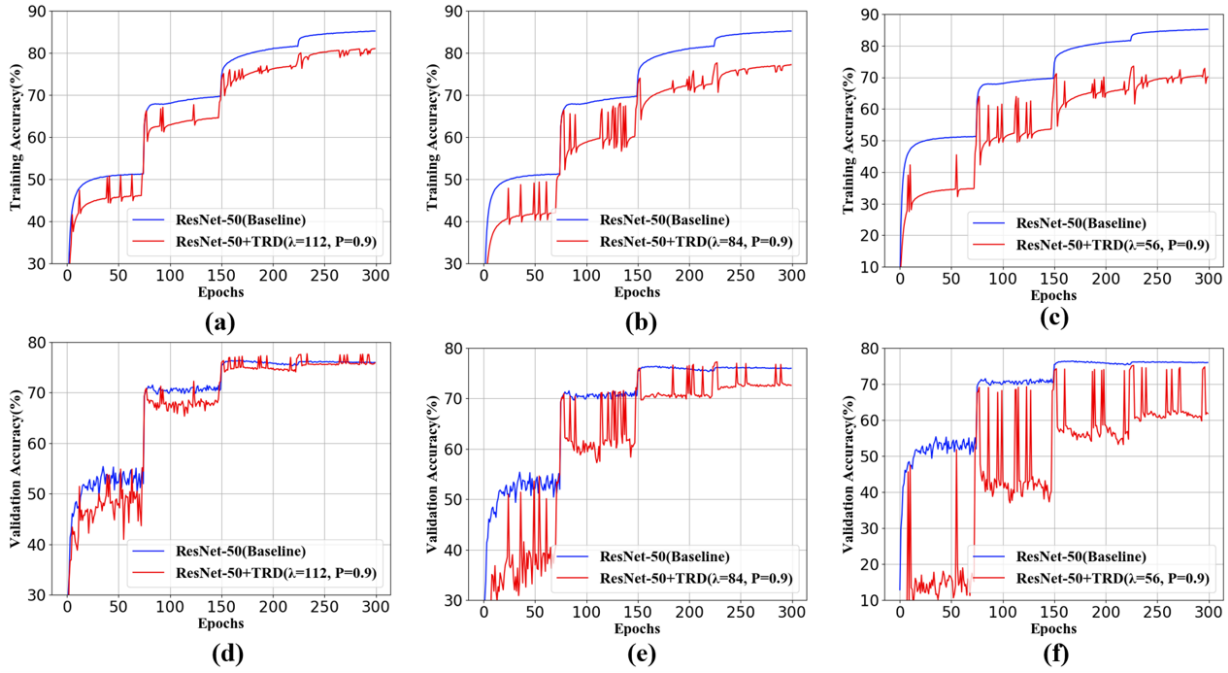 90
80
70
60
50
40
30
Training Accuracy(%)
ResNet-50(Baseline)
ResNet-50+TRD(λ=112, P=0.9)
0 50 100 150 200 250 300
Epochs
(a)
90
80
70
60
50
40
30
Training Accuracy(%)
ResNet-50(Baseline)
ResNet-50+TRD(λ=84, P=0.9)
0 50 100 150 200 250 300
Epochs
(b)
90
80
70
60
50
40
30
20
10
Training Accuracy(%)
ResNet-50(Baseline)
ResNet-50+TRD(λ=56, P=0.9)
0 50 100 150 200 250 300
Epochs
(c)
80
70
60
50
40
30
Validation Accuracy(%)
ResNet-50(Baseline)
ResNet-50+TRD(λ=112, P=0.9)
0 50 100 150 200 250 300
Epochs
(d)
80
70
60
50
40
30
Validation Accuracy(%)
ResNet-50(Baseline)
ResNet-50+TRD(λ=84, P=0.9)
0 50 100 150 200 250 300
Epochs
(e)
80
70
60
50
40
30
20
10
Validation Accuracy(%)
ResNet-50(Baseline)
ResNet-50+TRD(λ=56, P=0.9)
0 50 100 150 200 250 300
Epochs
(f)